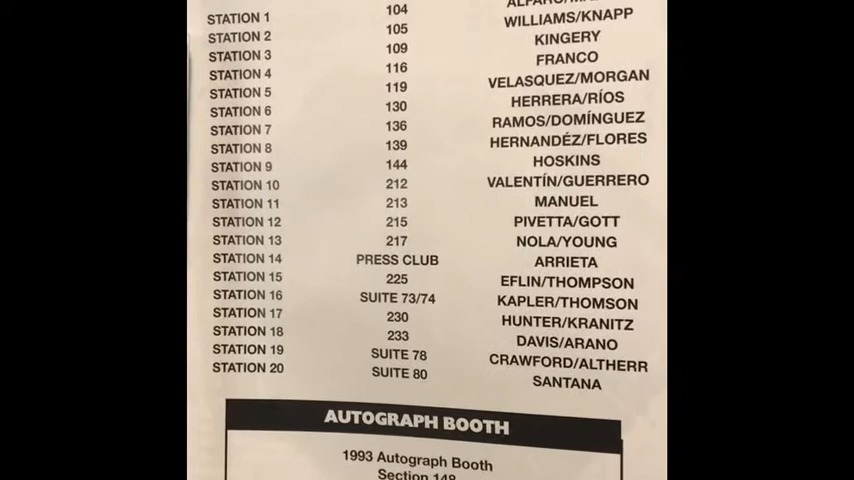 STATION 1 104
STATION 2 105 WILLIAMS/KNAPP
STATION 3 109 KINGERY
STATION 4 116 FRANCO
STATION 5 119 VELASQUEZ/MORGAN
STATION 6 130 HERRERA/RÍOS
STATION 7 136 RAMOS/DOMÍNGUEZ
STATION 8 139 HERNANDÉZ/FLORES
STATION 9 144 HOSKINS
STATION 10 212 VALENTÍN/GUERRERO
STATION 11 213 MANUEL
STATION 12 215 PIVETTA/GOTT
STATION 13 217 NOLA/YOUNG
STATION 14 PRESS CLUB ARRIETA
STATION 15 225 EFLIN/THOMPSON
STATION 16 SUITE 73/74 KAPLER/THOMSON
STATION 17 230 HUNTER/KRANITZ
STATION 18 233 DAVIS/ARANO
STATION 19 SUITE 78 CRAWFORD/ALTHERR
STATION 20 SUITE 80 SANTANA
AUTOGRAPH BOOTH
1993 Autograph Booth
Section 148